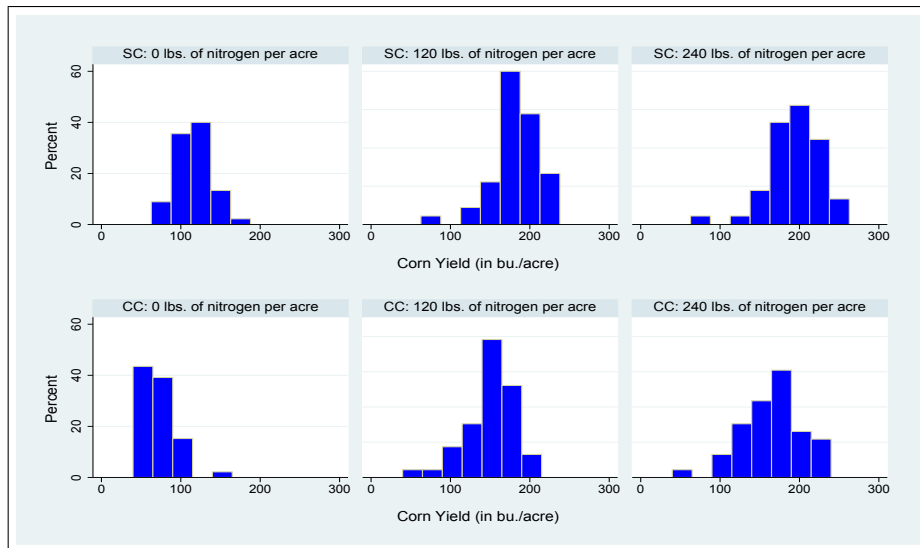 SC: 0 lbs. of nitrogen per acre
SC: 120 lbs. of nitrogen per acre
SC: 240 lbs. of nitrogen per acre
Percent
60
40
20
0
0 100 200 300
0 100 200 300
0 100 200 300
Corn Yield (in bu./acre)
CC: 0 lbs. of nitrogen per acre
CC: 120 lbs. of nitrogen per acre
CC: 240 lbs. of nitrogen per acre
Percent
60
40
20
0
0 100 200 300
0 100 200 300
0 100 200 300
Corn Yield (in bu./acre)